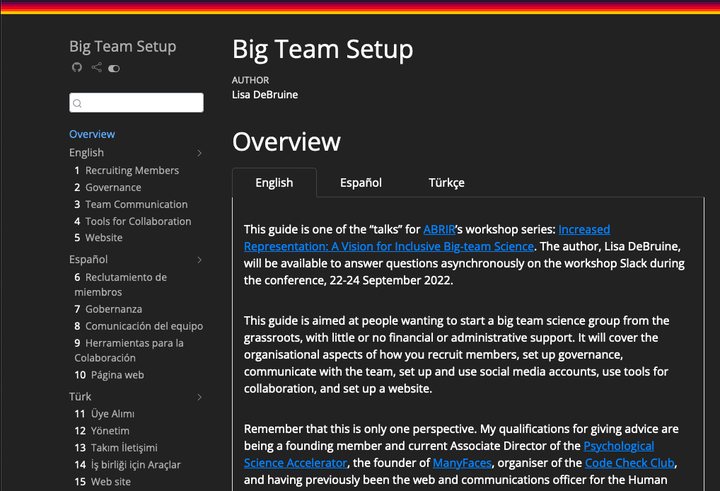 Big Team Setup
Overview
English
1 Recruiting Members
2 Governance
3 Team Communication
4 Tools for Collaboration
5 Website
Español
6 Reclutamiento de
miembros
7 Gobernanza
8 Comunicación del equipo
9 Herramientas para la
Colaboración
10 Página web
Türk
11 Üye Alımı
12 Yönetim
13 Takım İletişimi
14 İş birliği için Araçlar
15 Web site
Big Team Setup
AUTHOR
Lisa DeBruine
Overview
English Español Türkçe
This guide is one of the “talks” for ABRIR’s workshop series: Increased
Representation: A Vision for Inclusive Big-team Science. The author, Lisa DeBruine,
will be available to answer questions asynchronously on the workshop Slack during
the conference, 22-24 September 2022.
This guide is aimed at people wanting to start a big team science group from the
grassroots, with little or no financial or administrative support. It will cover the
organisational aspects of how you recruit members, set up governance,
communicate with the team, set up and use social media accounts, use tools for
collaboration, and set up a website.
Remember that this is only one perspective. My qualifications for giving advice are
being a founding member and current Associate Director of the Psychological
Science Accelerator, the founder of ManyFaces, organiser of the Code Check Club,
and having previously been the web and communications officer for the Human